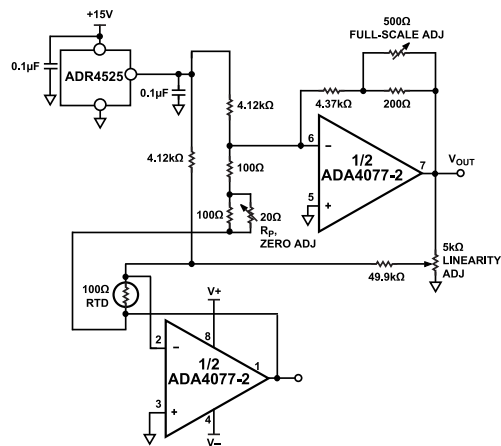 +15V
500Ω
FULL-SCALE ADJ
0.1µF
ADR4525
0.1µF
4.12kΩ
4.37kΩ
200Ω
4.12kΩ
6
1/2
ADA4077-2
7
VOUT
100Ω
5
100Ω
20Ω
RP,
ZERO ADJ
5kΩ
LINEARITY
ADJ
49.9kΩ
100Ω
RTD
V+
8
2
1/2
ADA4077-2
1
3
4
V–